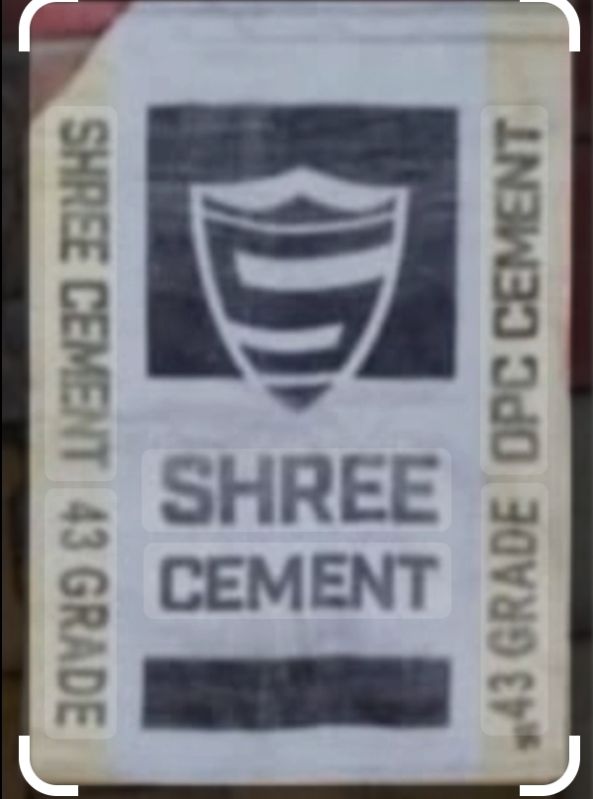 SHREE CEMENT 43 GRADE
SHREE
CEMENT
43 GRADE OPC CEMENT